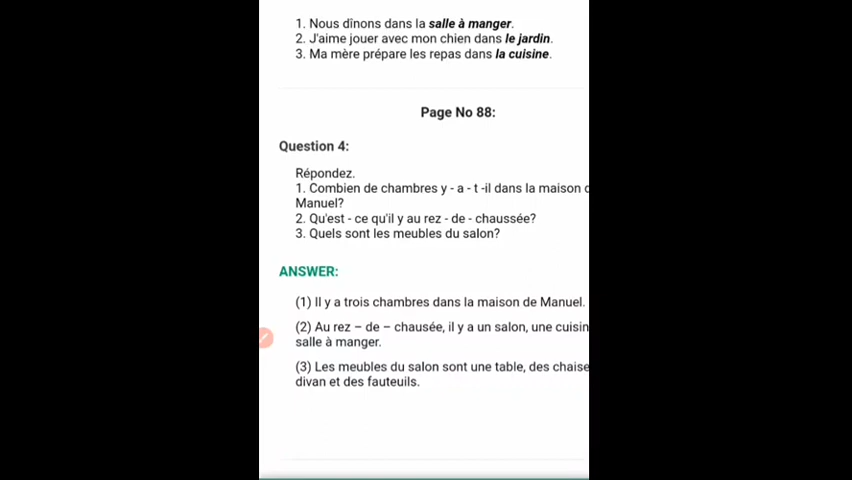 1. Nous dînons dans la salle à manger.
2. J'aime jouer avec mon chien dans le jardin.
3. Ma mère prépare les repas dans la cuisine.
Page No 88:
Question 4:
Répondez.
1. Combien de chambres y - a - t -il dans la maison
Manuel?
2. Qu'est - ce qu'il y au rez - de - chaussée?
3. Quels sont les meubles du salon?
ANSWER:
(1) Il y a trois chambres dans la maison de Manuel.
(2) Au rez – de – chausée, il y a un salon, une cuisin
salle à manger.
(3) Les meubles du salon sont une table, des chaise
divan et des fauteuils.